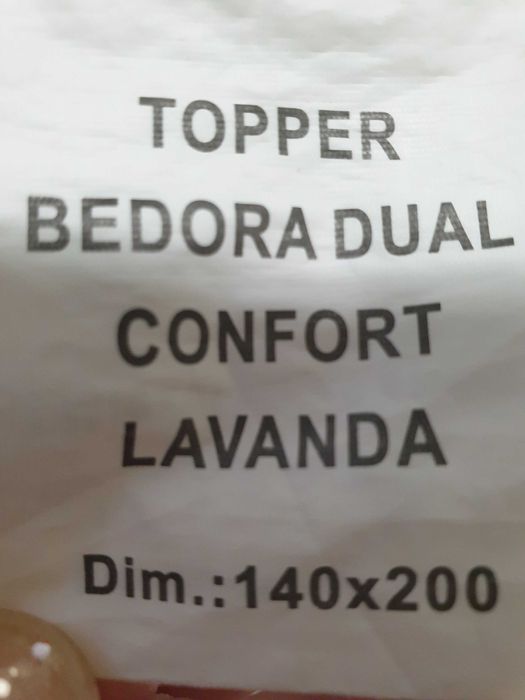 TOPPER
BEDORA DUAL
CONFORT
LAVANDA
Dim.:140x200